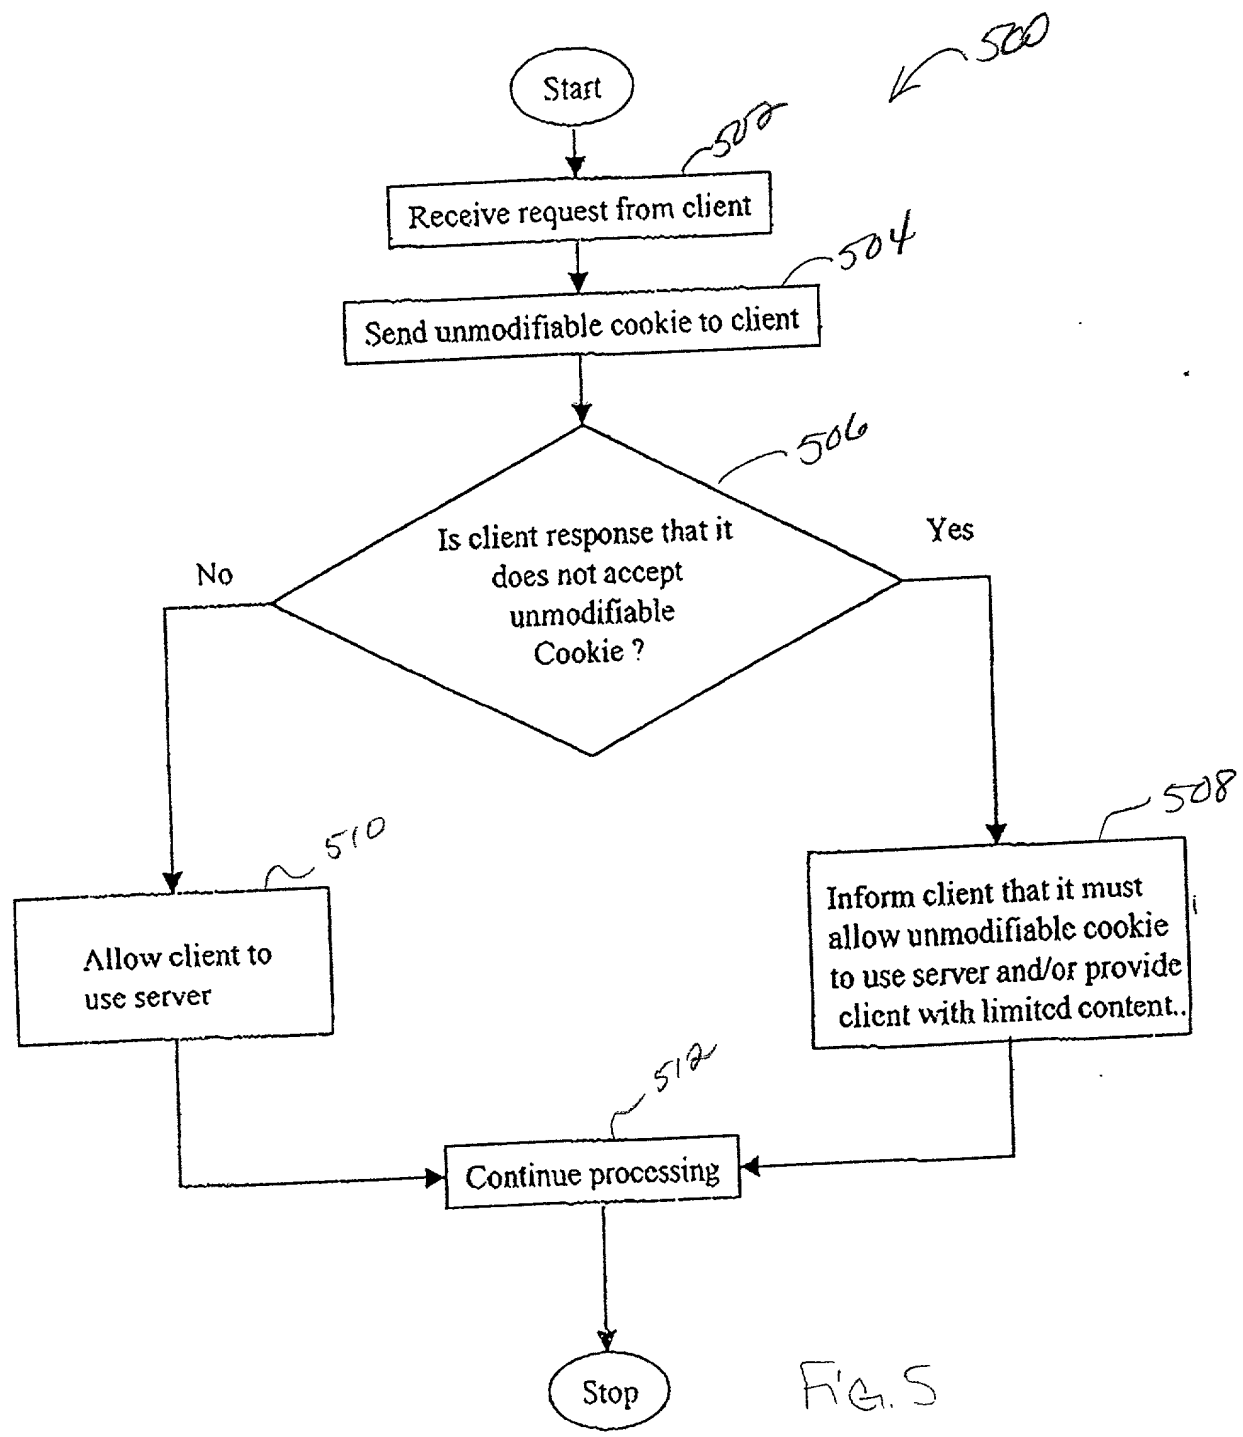 500
Start
502
Receive request from client
504
Send unmodifiable cookie to client
506
Is client response that it
does not accept
unmodifiable
Cookie ?
No
Yes
508
510
Inform client that it must
allow unmodifiable cookie
to use server and/or provide
client with limited content..
Allow client to
use server
512
Continue processing
Stop
Fig. 5